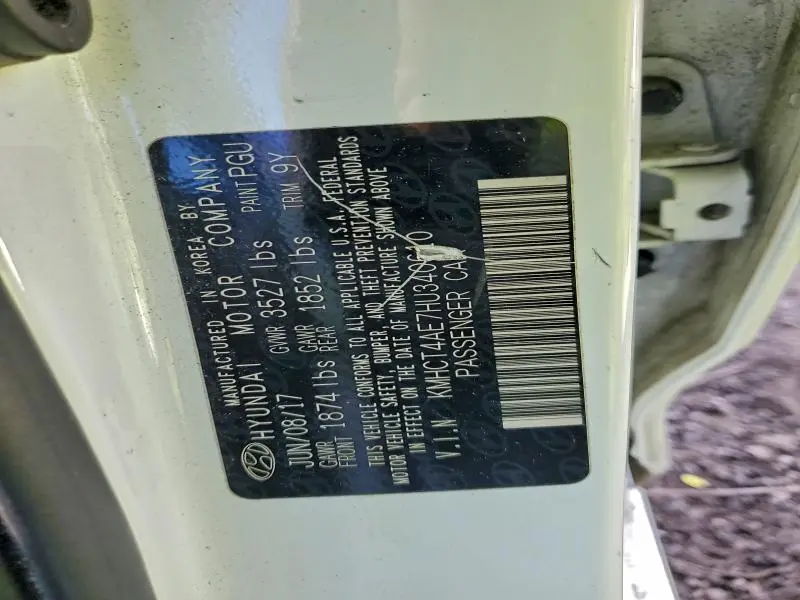 MANUFACTURED IN KOREA BY
HYUNDAI MOTOR COMPANY
JUN/08/17 GVWR 3527 lbs PAINT PGU
GAWR FRONT 1874 lbs GAWR REAR 1852 lbs TRIM 9Y
THIS VEHICLE CONFORMS TO ALL APPLICABLE U.S.A. FEDERAL
MOTOR VEHICLE SAFETY, BUMPER, AND THEFT PREVENTION STANDARDS
IN EFFECT ON THE DATE OF MANUFACTURE SHOWN ABOVE
V.I.N
PASSENGER